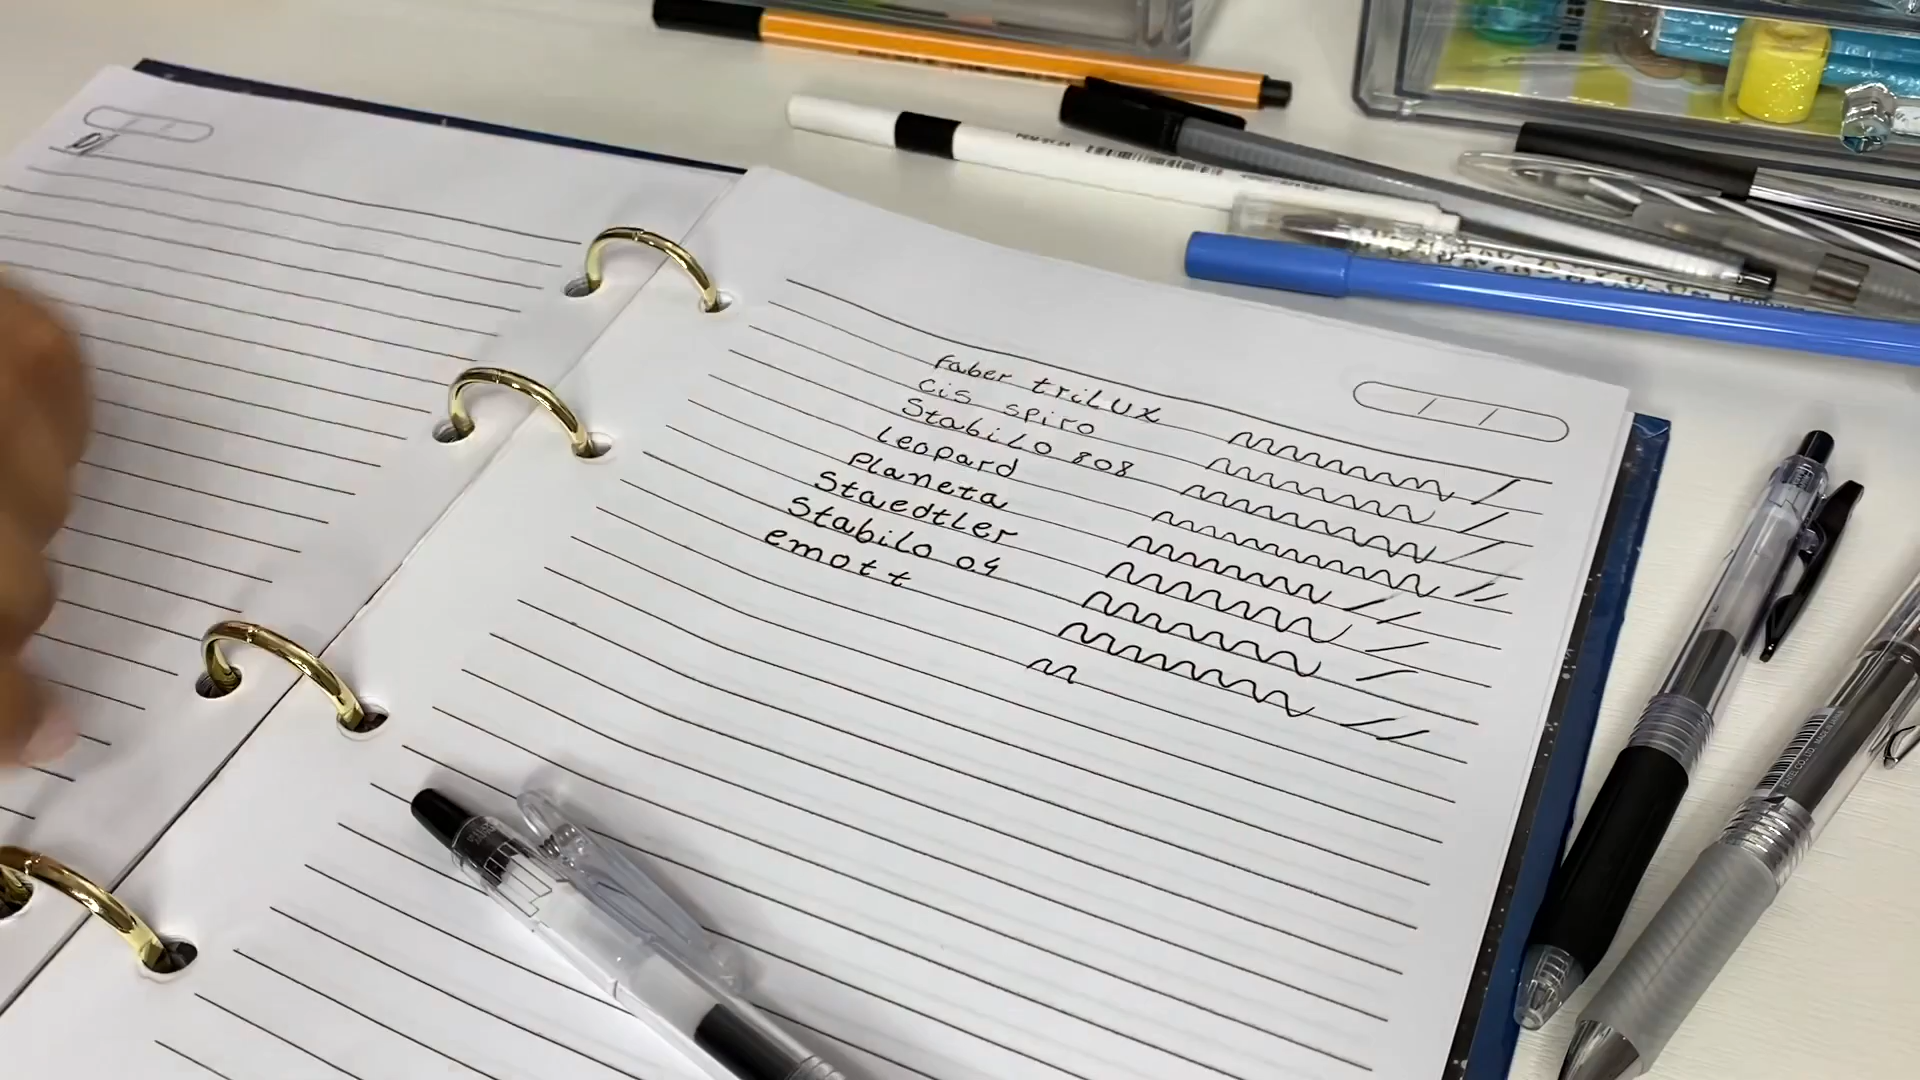 Faber trilux
Cis spiro
Stabilo 808
Leopard
Planeta
Staedtler
Stabilo 04
emott